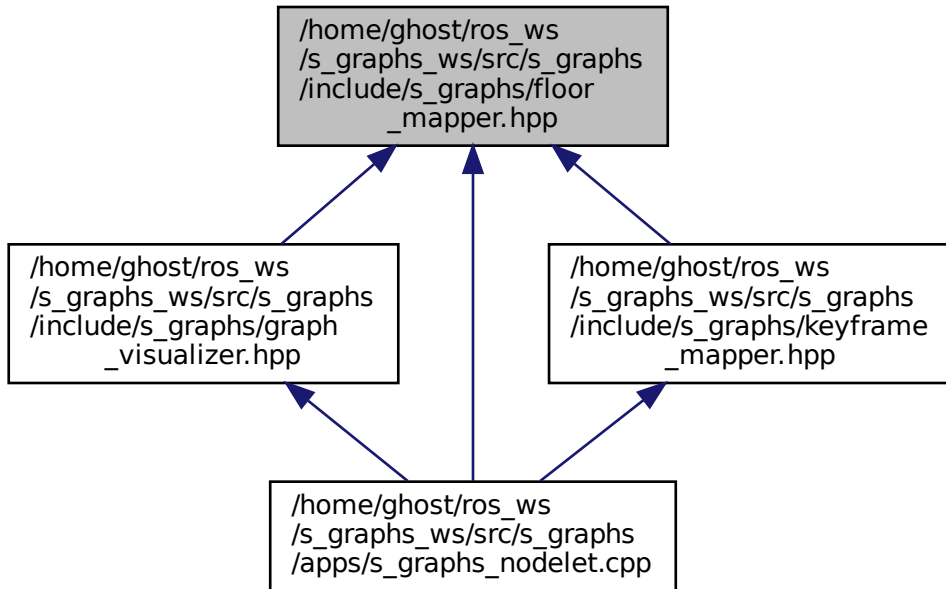 /home/ghost/ros_ws
/s_graphs_ws/src/s_graphs
/include/s_graphs/floor
_mapper.hpp
/home/ghost/ros_ws
/s_graphs_ws/src/s_graphs
/include/s_graphs/graph
_visualizer.hpp
/home/ghost/ros_ws
/s_graphs_ws/src/s_graphs
/include/s_graphs/keyframe
_mapper.hpp
/home/ghost/ros_ws
/s_graphs_ws/src/s_graphs
/apps/s_graphs_nodelet.cpp